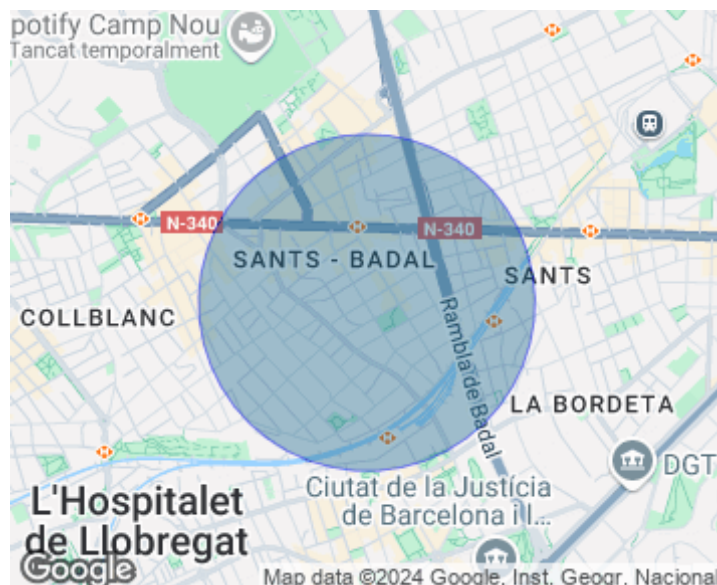 potify Camp Nou
Tancat temporalment
N-340
N-340
SANTS - BADAL
SANTS
COLLBLANC
Rambla de Badal
LA BORDETA
DGT
Ciutat de la Justícia
de Barcelona i l...
L'Hospitalet
de Llobregat
Google
Map data ©2024 Google, Inst. Geogr. Nacional